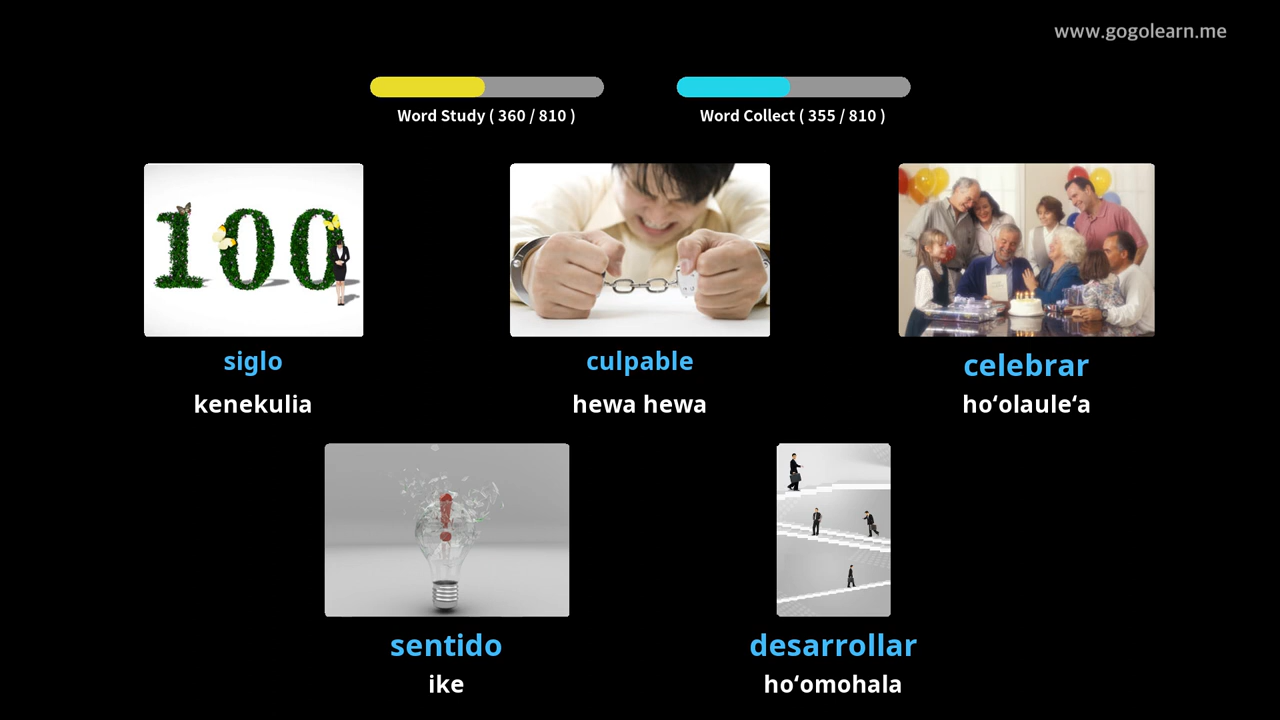 www.gogolearn.me
Word Study ( 360 / 810 )
Word Collect ( 355 / 810 )
100
siglo
culpable
celebrar
kenekulia
hewa hewa
hoʻolauleʻa
sentido
desarrollar
ike
hoʻomohala